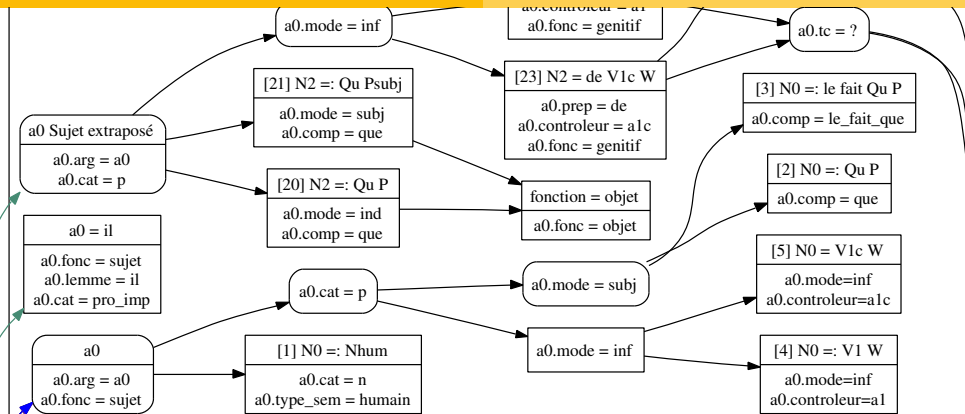 a0.mode = inf
a0.controleur = a1
a0.fonc = genitif
a0.tc = ?
[21] N2 =: Qu Psubj
a0.mode = subj
a0.comp = que
[23] N2 = de V1c W
a0.prep = de
a0.controleur = a1c
a0.fonc = genitif
[3] N0 =: le fait Qu P
a0.comp = le_fait_que
a0 Sujet extraposé
a0.arg = a0
a0.cat = p
[20] N2 =: Qu P
a0.mode = ind
a0.comp = que
fonction = objet
a0.fonc = objet
[2] N0 =: Qu P
a0.comp = que
a0 = il
a0.fonc = sujet
a0.lemme = il
a0.cat = pro_imp
a0.cat = p
a0.mode = subj
[5] N0 = V1c W
a0.mode=inf
a0.controleur=a1c
a0
a0.arg = a0
a0.fonc = sujet
[1] N0 =: Nhum
a0.cat = n
a0.type_sem = humain
a0.mode = inf
[4] N0 =: V1 W
a0.mode=inf
a0.controleur=a1